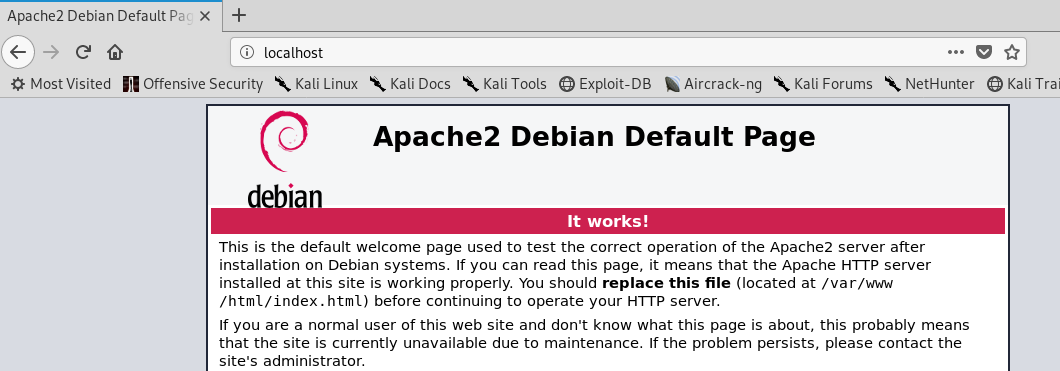 Apache2 Debian Default Pag
localhost
Most Visited Offensive Security Kali Linux Kali Docs Kali Tools Exploit-DB Aircrack-ng Kali Forums NetHunter Kali Trai
Apache2 Debian Default Page
debian
It works!
This is the default welcome page used to test the correct operation of the Apache2 server after
installation on Debian systems. If you can read this page, it means that the Apache HTTP server
installed at this site is working properly. You should replace this file (located at /var/www
/html/index.html) before continuing to operate your HTTP server.
If you are a normal user of this web site and don't know what this page is about, this probably means
that the site is currently unavailable due to maintenance. If the problem persists, please contact the
site's administrator.